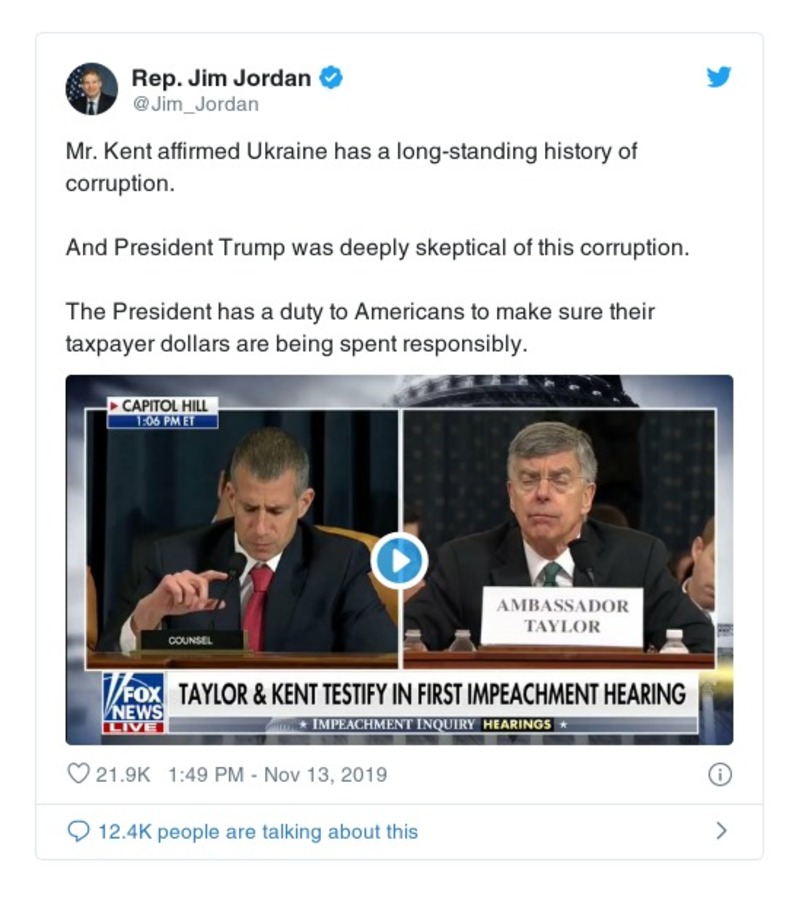 Rep. Jim Jordan
@Jim_Jordan
Mr. Kent affirmed Ukraine has a long-standing history of
corruption.
And President Trump was deeply skeptical of this corruption.
The President has a duty to Americans to make sure their
taxpayer dollars are being spent responsibly.
CAPITOL HILL
1:06 PM ET
COUNSEL
AMBASSADOR
TAYLOR
FOX
NEWS
LIVE
TAYLOR & KENT TESTIFY IN FIRST IMPEACHMENT HEARING
IMPEACHMENT INQUIRY HEARINGS
21.9K 1:49 PM - Nov 13, 2019
12.4K people are talking about this